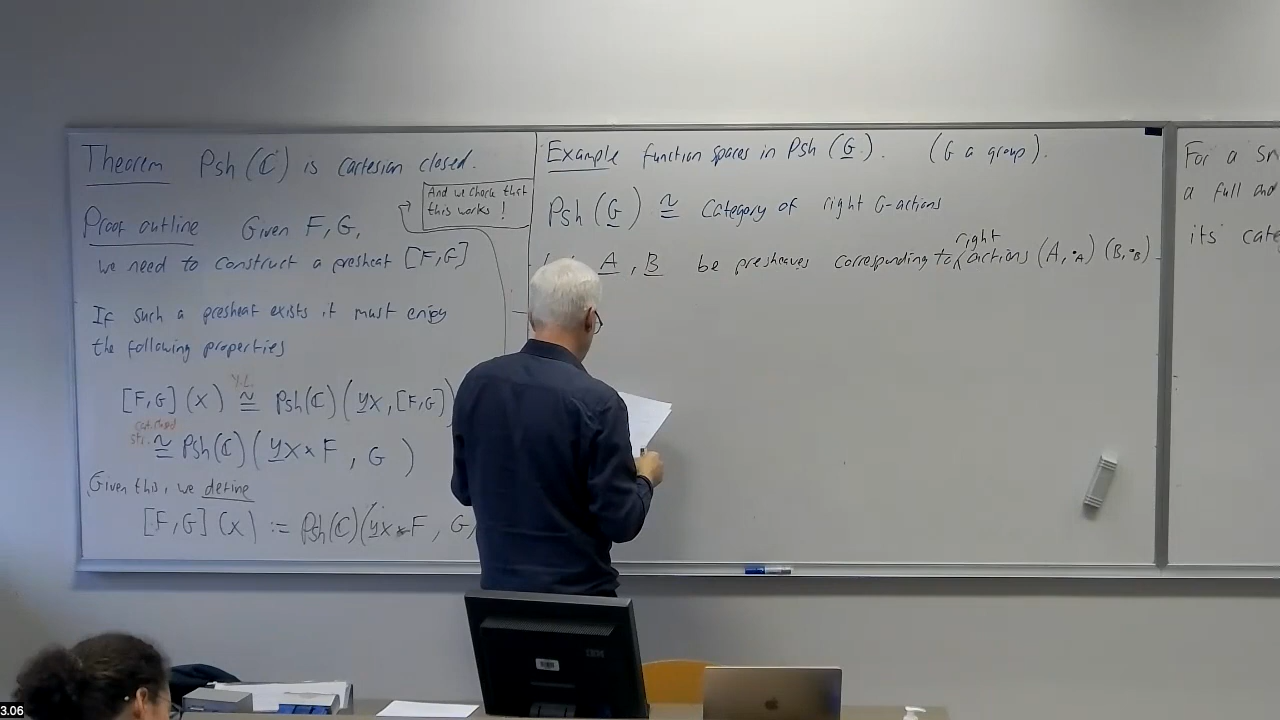 Theorem Psh(ℂ) is cartesian closed.
And we check that
this works!
Proof outline Given F, G,
we need to construct a presheaf [F,G]
If such a presheaf exists it must enjoy
the following properties
[F,G](X) ≅ Psh(ℂ)(yX, [F,G])
Y.L.
≅ Psh(ℂ)(yX×F, G)
Given this, we define
[F,G](X) := Psh(ℂ)(yX×F, G
Example function spaces in Psh(G). (G a group).
Psh(G) ≅ Category of right G-actions
A, B be presheaves corresponding to right actions (A, ·A) (B, ·B)
For a
a full and
its
IBM
3.06